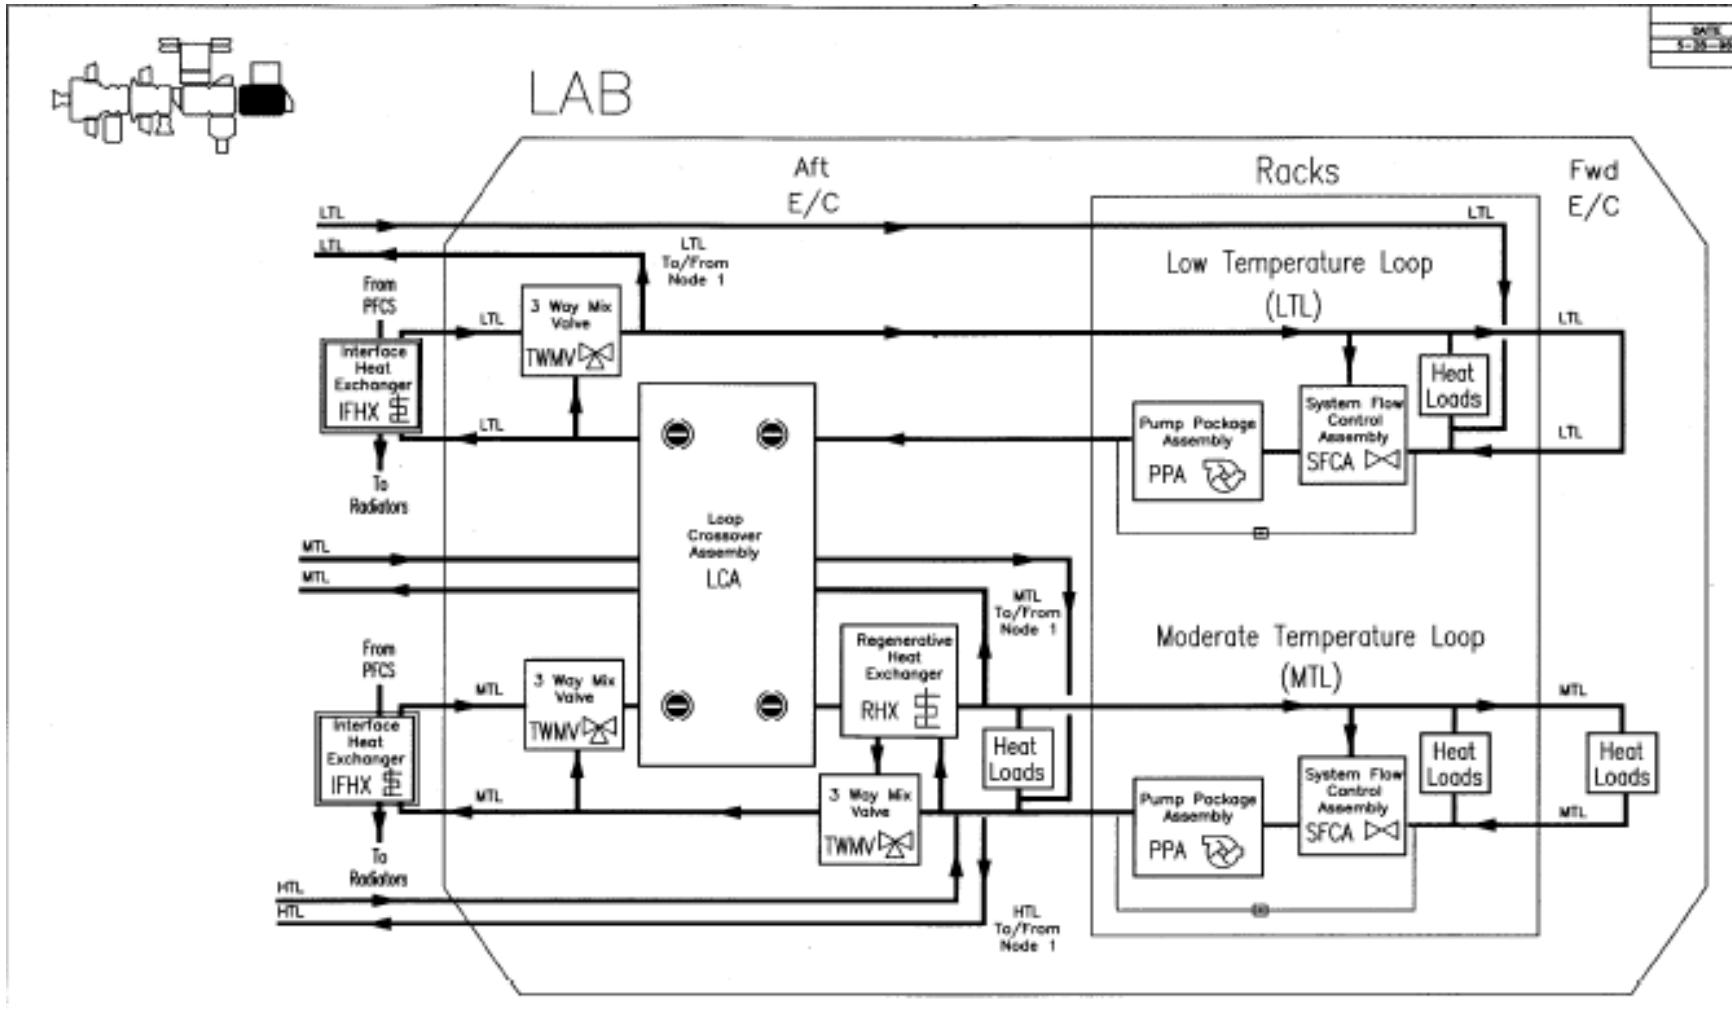 DATE
LAB
Aft
E/C
Racks
Fwd
E/C
LTL
LTL
LTL
LTL
To/From
Node 1
Low Temperature Loop
(LTL)
From
PFCS
LTL
3 Way Mix
Valve
TWMV
LTL
Interface
Heat
Exchanger
IFHX
Heat
Loads
System Flow
Control
Assembly
SFCA
Pump Package
Assembly
PPA
LTL
LTL
To
Radiators
Loop
Crossover
Assembly
LCA
MTL
MTL
MTL
To/From
Node 1
Moderate Temperature Loop
(MTL)
From
PFCS
MTL
3 Way Mix
Valve
TWMV
Regenerative
Heat
Exchanger
RHX
MTL
Interface
Heat
Exchanger
IFHX
Heat
Loads
Heat
Loads
Heat
Loads
System Flow
Control
Assembly
SFCA
Pump Package
Assembly
PPA
MTL
3 Way Mix
Valve
TWMV
MTL
To
Radiators
HTL
HTL
HTL
To/From
Node 1